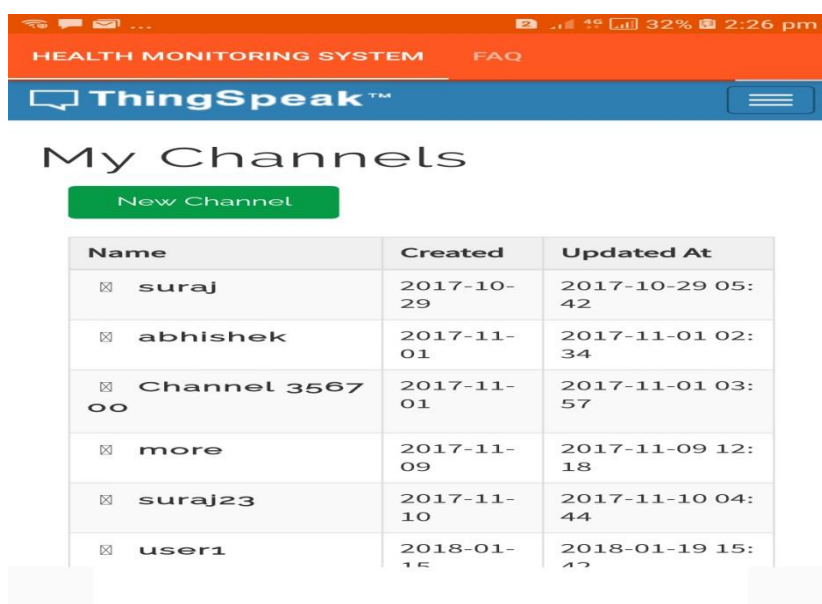 ... 2 4G 32% 2:26 pm
HEALTH MONITORING SYSTEM FAQ
ThingSpeak™
My Channels
New Channel
Name Created Updated At
suraj 2017-10- 2017-10-29 05:
29 42
abhishek 2017-11- 2017-11-01 02:
01 34
Channel 3567 2017-11- 2017-11-01 03:
00 01 57
more 2017-11- 2017-11-09 12:
09 18
suraj23 2017-11- 2017-11-10 04:
10 44
user1 2018-01- 2018-01-19 15: